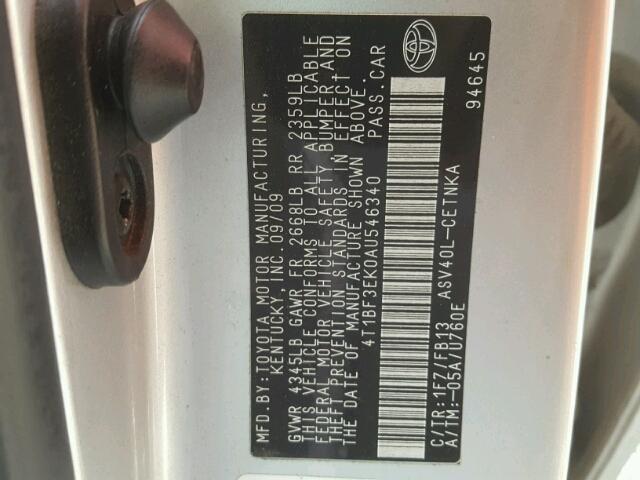 MFD.BY:TOYOTA MOTOR MANUFACTURING,
KENTUCKY, INC. 09/09
GVWR 4345LB GAWR FR 2668LB RR 2359LB
THIS VEHICLE CONFORMS TO ALL APPLICABLE
FEDERAL MOTOR VEHICLE SAFETY BUMPER,AND
THEFT PREVENTION STANDARDS IN EFFECT ON
THE DATE OF MANUFACTURE SHOWN ABOVE.
4T1BF3EK0AU546340 PASS.CAR
C/TR:1F7/FB13 ASV40L-CETNKA
A/TM:-05A/U760E
94645